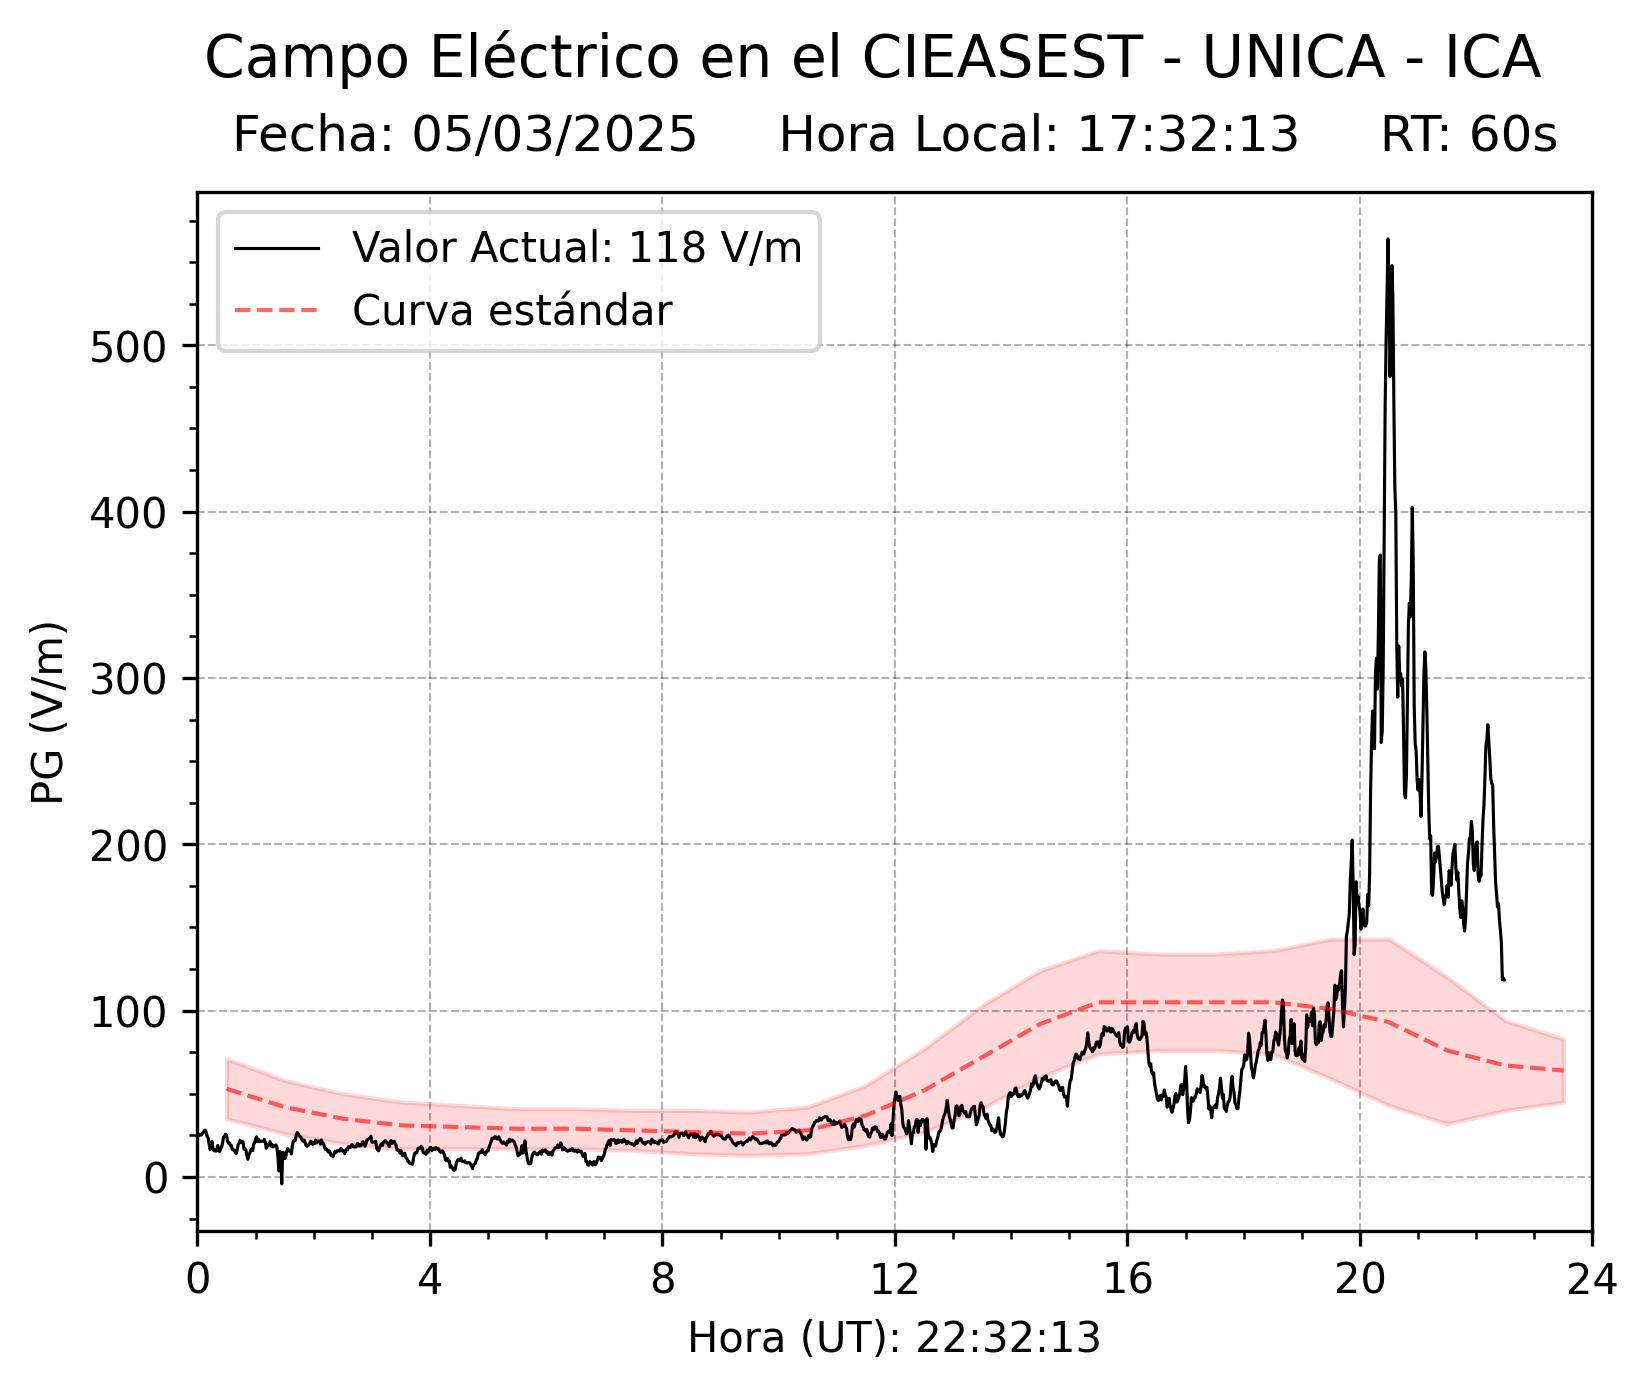 Campo Eléctrico en el CIEASEST - UNICA - ICA
Fecha: 05/03/2025 Hora Local: 17:32:13 RT: 60s
Valor Actual: 118 V/m
Curva estándar
500
400
300
200
100
0
PG (V/m)
0 4 8 12 16 20 24
Hora (UT): 22:32:13